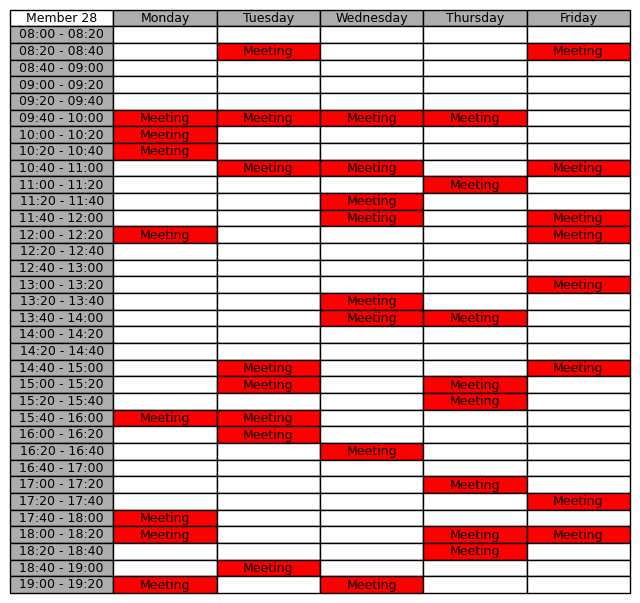 Member 28 Monday Tuesday Wednesday Thursday Friday
08:00 - 08:20
08:20 - 08:40 Meeting Meeting
08:40 - 09:00
09:00 - 09:20
09:20 - 09:40
09:40 - 10:00 Meeting Meeting Meeting Meeting
10:00 - 10:20 Meeting
10:20 - 10:40 Meeting
10:40 - 11:00 Meeting Meeting Meeting
11:00 - 11:20 Meeting
11:20 - 11:40 Meeting
11:40 - 12:00 Meeting Meeting
12:00 - 12:20 Meeting Meeting
12:20 - 12:40
12:40 - 13:00
13:00 - 13:20 Meeting
13:20 - 13:40 Meeting
13:40 - 14:00 Meeting Meeting
14:00 - 14:20
14:20 - 14:40
14:40 - 15:00 Meeting Meeting
15:00 - 15:20 Meeting Meeting
15:20 - 15:40 Meeting
15:40 - 16:00 Meeting Meeting
16:00 - 16:20 Meeting
16:20 - 16:40 Meeting
16:40 - 17:00
17:00 - 17:20 Meeting
17:20 - 17:40 Meeting
17:40 - 18:00 Meeting
18:00 - 18:20 Meeting Meeting Meeting
18:20 - 18:40 Meeting
18:40 - 19:00 Meeting
19:00 - 19:20 Meeting Meeting